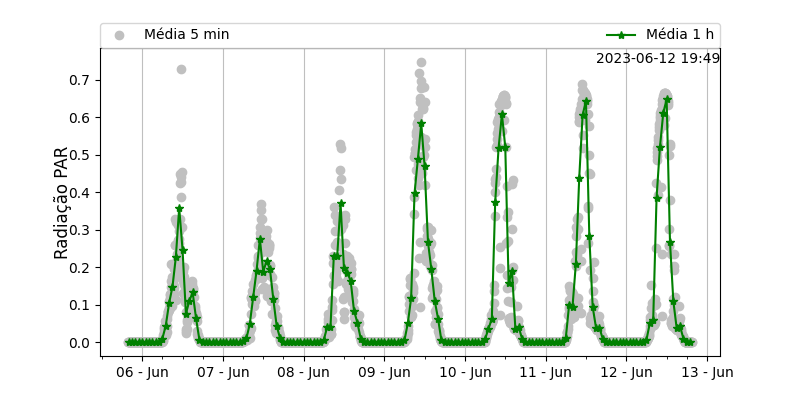 Média 5 min
Média 1 h
2023-06-12 19:49
Radiação PAR
0.7
0.6
0.5
0.4
0.3
0.2
0.1
0.0
06 - Jun
07 - Jun
08 - Jun
09 - Jun
10 - Jun
11 - Jun
12 - Jun
13 - Jun